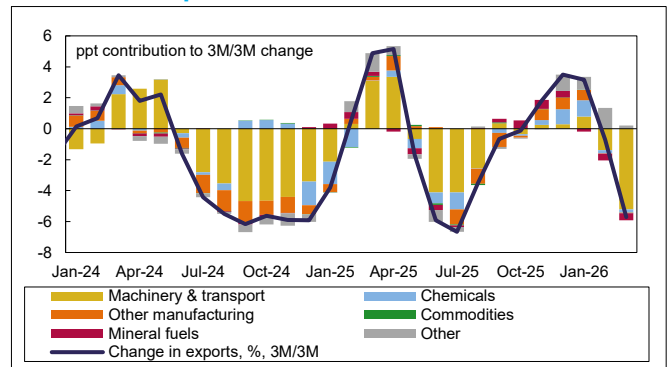 ppt contribution to 3M/3M change
6
4
2
0
-2
-4
-6
-8
Jan-24 Apr-24 Jul-24 Oct-24 Jan-25 Apr-25 Jul-25 Oct-25 Jan-26
Machinery & transport Chemicals
Other manufacturing Commodities
Mineral fuels Other
Change in exports, %, 3M/3M